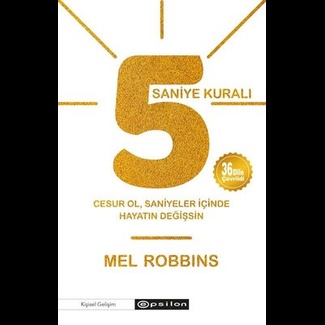 SANİYE KURALI
5
CESUR OL, SANİYELER İÇİNDE
HAYATIN DEĞİŞSİN
36 Dile
Çevrildi
MEL ROBBINS
Kişisel Gelişim
epsilon